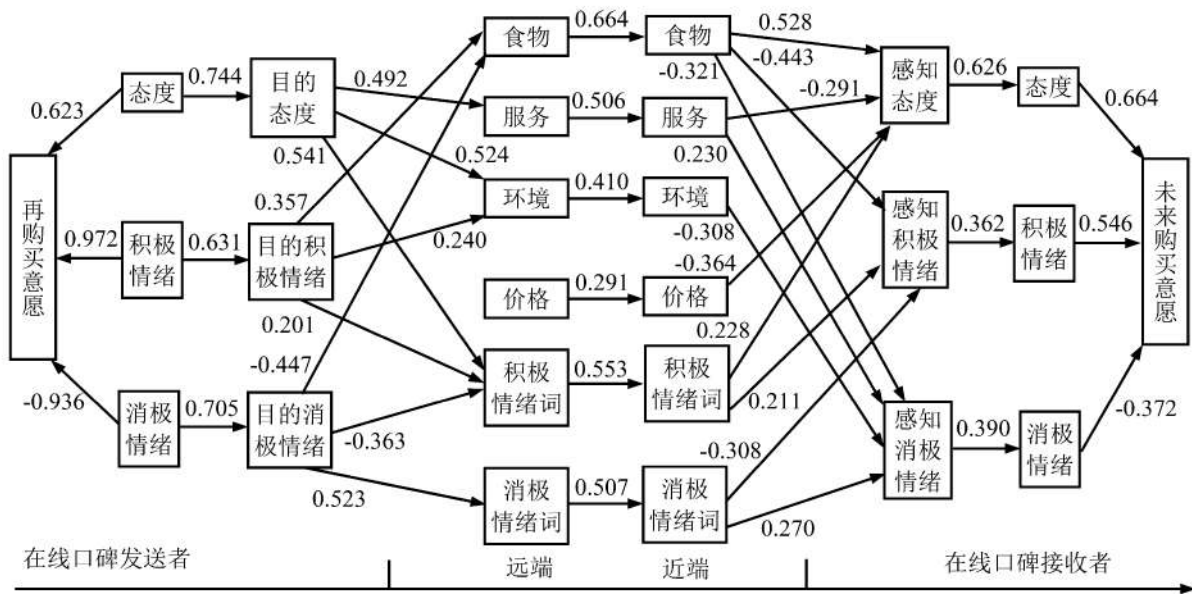 0.623
态度
0.744
目的
态度
0.492
0.541
0.524
0.357
再购买意愿
0.972
积极
情绪
0.631
目的积
极情绪
0.240
0.201
-0.447
-0.936
消极
情绪
0.705
目的消
极情绪
-0.363
0.523
食物
0.664
食物
服务
0.506
服务
环境
0.410
环境
价格
0.291
价格
积极
情绪词
0.553
积极
情绪词
消极
情绪词
0.507
消极
情绪词
0.528
-0.443
-0.321
-0.291
0.230
-0.308
-0.364
0.228
0.211
-0.308
0.270
感知
态度
0.626
态度
0.664
感知
积极
情绪
0.362
积极
情绪
0.546
未来购买意愿
感知
消极
情绪
0.390
消极
情绪
-0.372
在线口碑发送者
远端
近端
在线口碑接收者